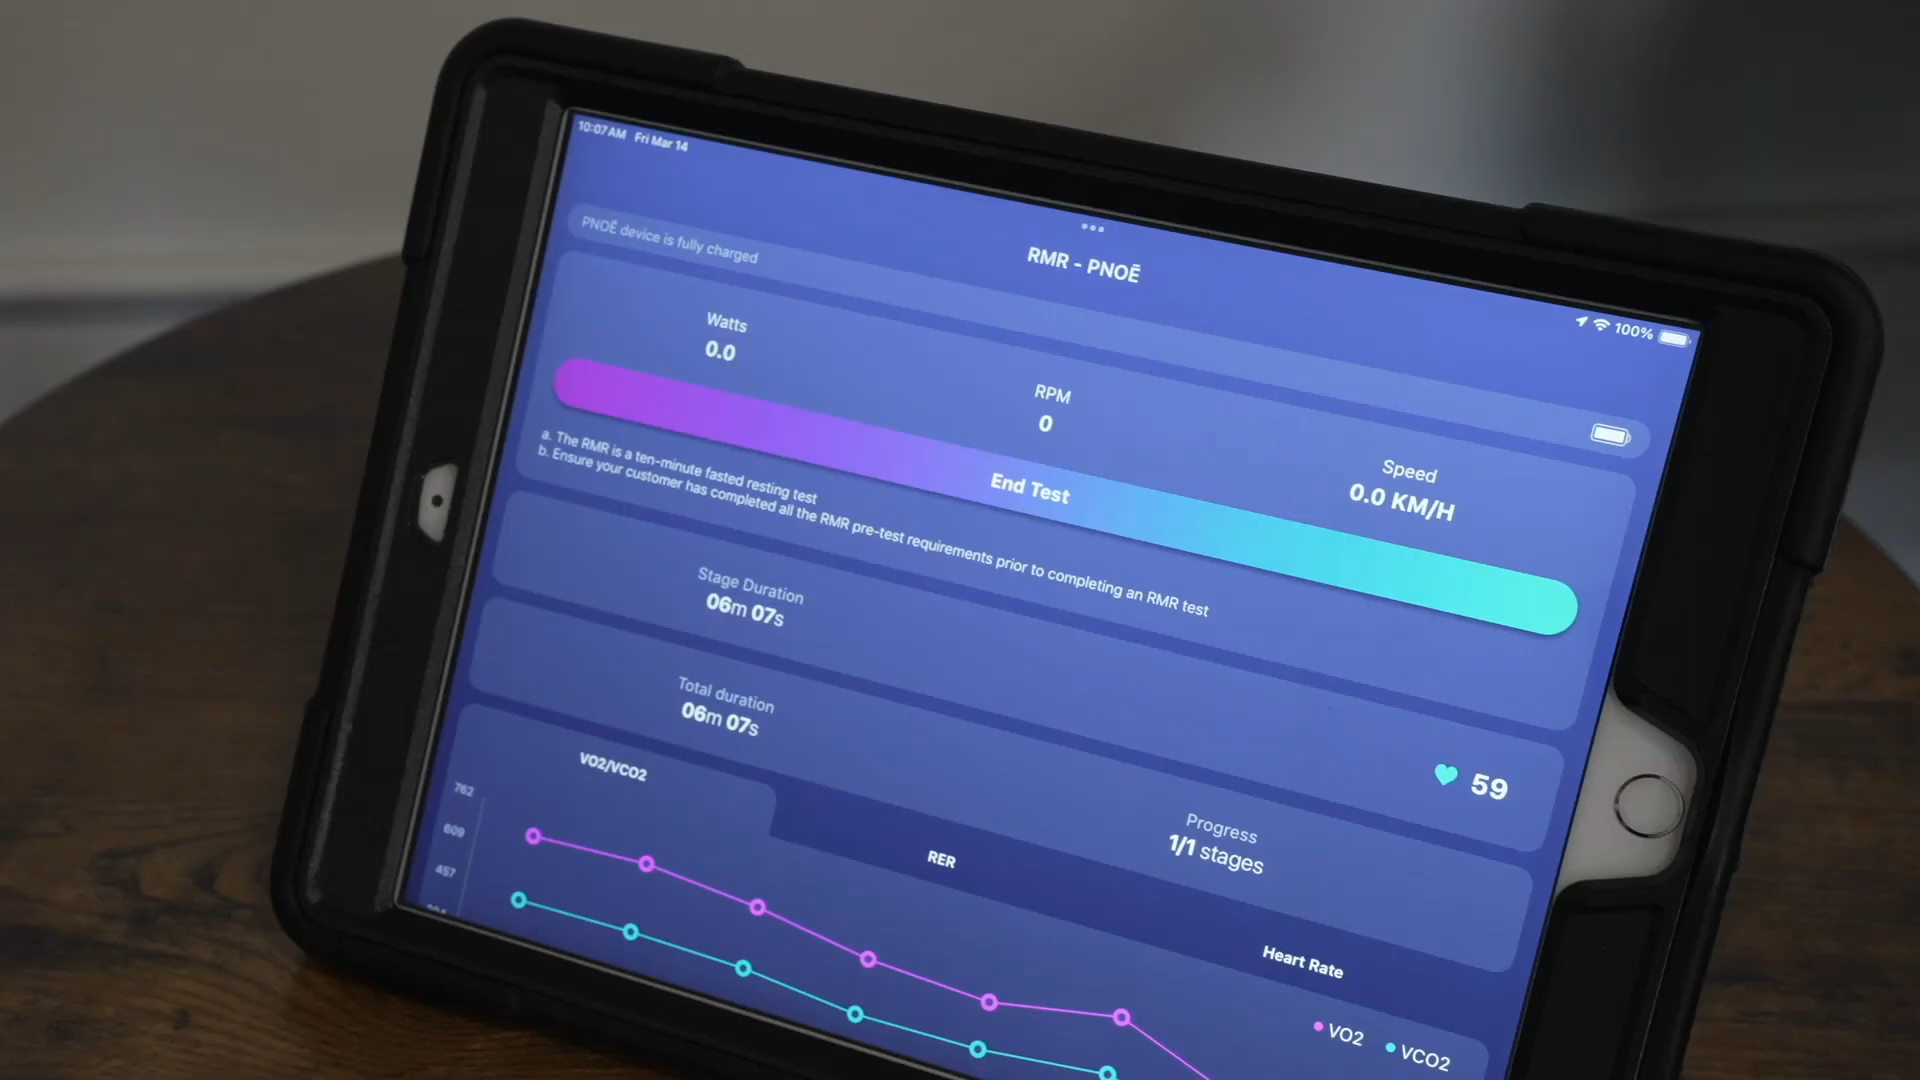 10:07 AM Fri Mar 14
100%
RMR - PNOĒ
PNOĒ device is fully charged
Watts
0.0
RPM
0
Speed
0.0 KM/H
End Test
a. The RMR is a ten-minute fasted resting test
b. Ensure your customer has completed all the RMR pre-test requirements prior to completing an RMR test
Stage Duration
06m 07s
59
Total duration
06m 07s
Progress
1/1 stages
VO2/VCO2
RER
Heart Rate
762
609
457
VO2
VCO2